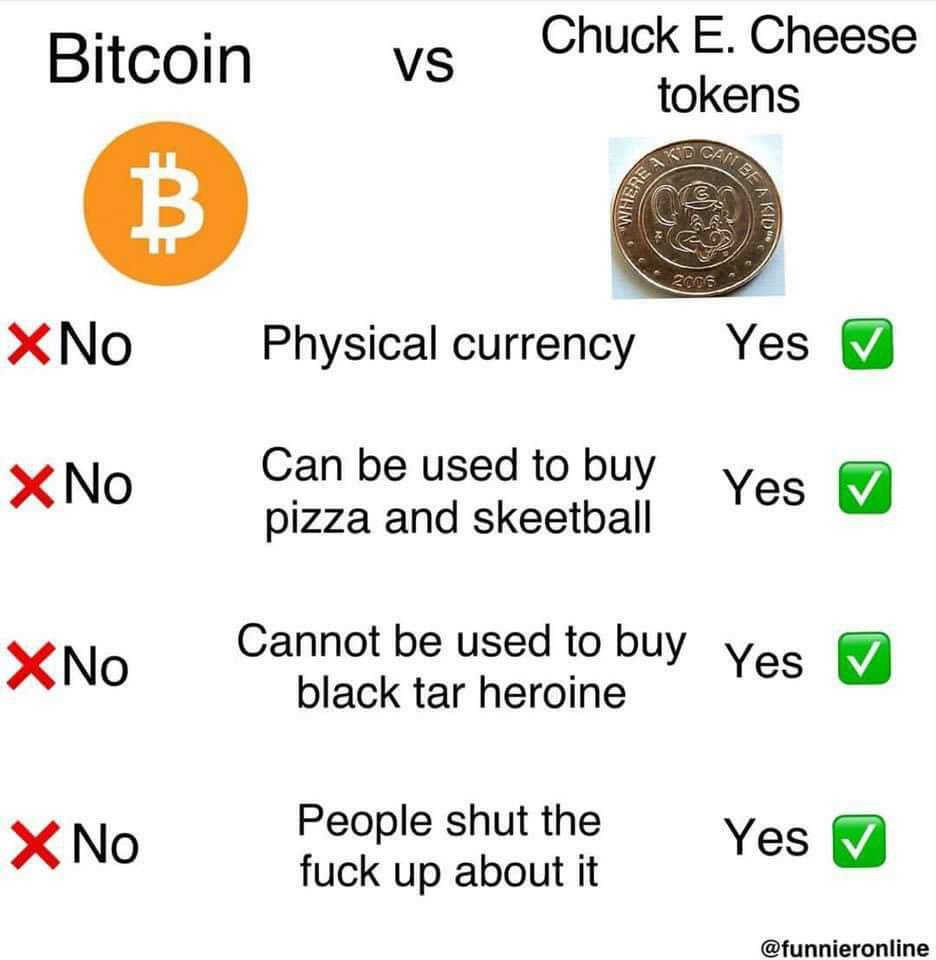 Bitcoin vs Chuck E. Cheese
tokens
₿
"WHERE A KID CAN BE A KID"
2006
❌No Physical currency Yes ✅
❌No Can be used to buy Yes ✅
pizza and skeetball
❌No Cannot be used to buy Yes ✅
black tar heroine
❌No People shut the Yes ✅
fuck up about it
@funnieronline